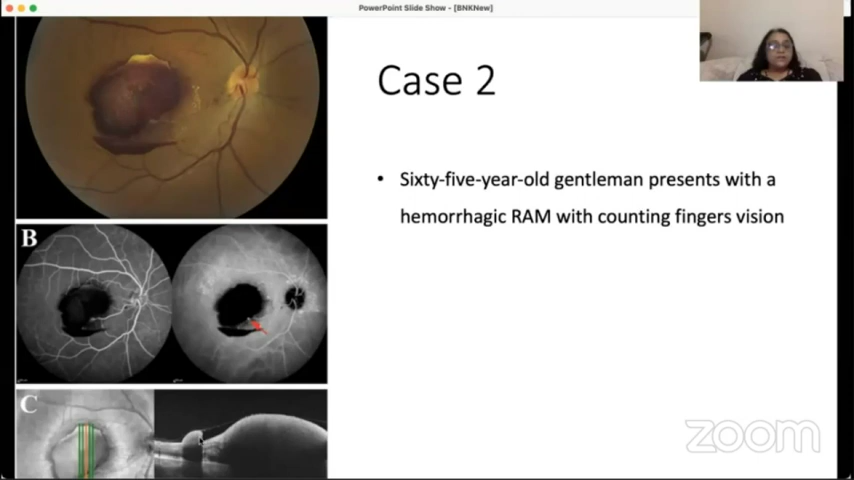 PowerPoint Slide Show - [BNKNew]
Case 2
• Sixty-five-year-old gentleman presents with a
hemorrhagic RAM with counting fingers vision
B
C
zoom